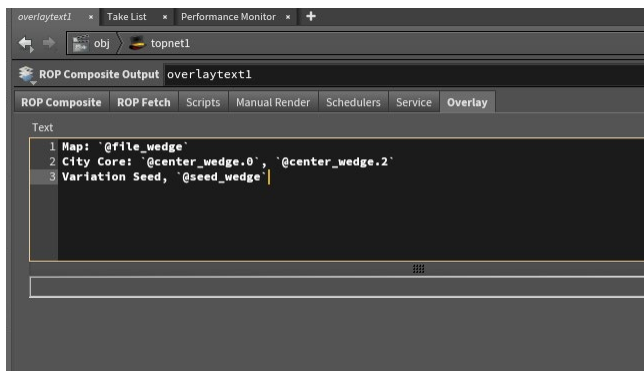 overlaytext1 × Take List × Performance Monitor × +
obj topnet1
ROP Composite Output overlaytext1
ROP Composite ROP Fetch Scripts Manual Render Schedulers Service Overlay
Text
1 Map: `@file_wedge`
2 City Core: `@center_wedge.0`, `@center_wedge.2`
3 Variation Seed, `@seed_wedge`